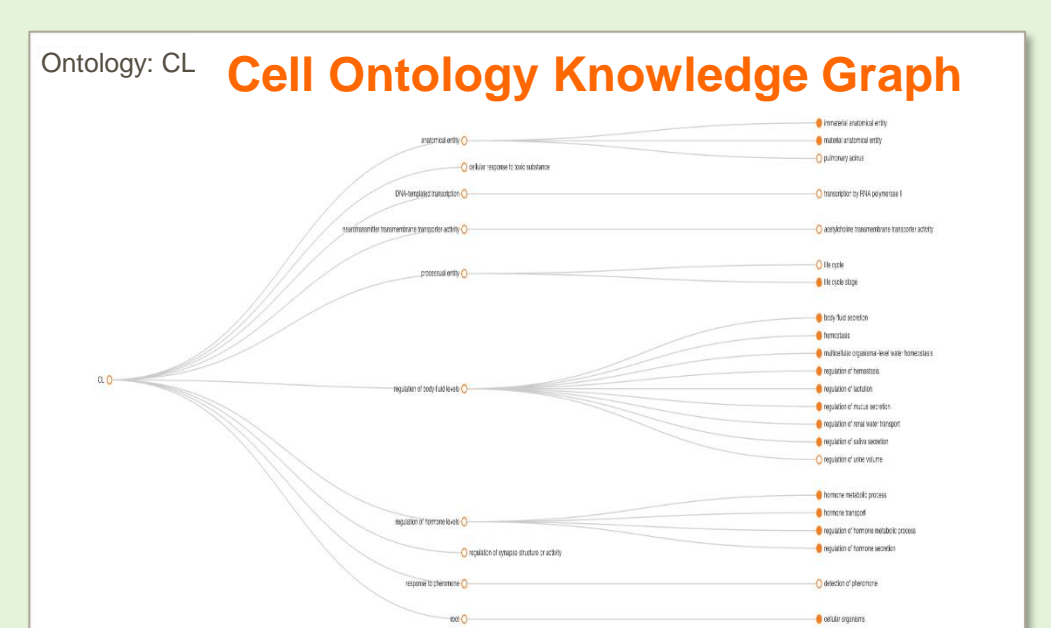 Ontology: CL
Cell Ontology Knowledge Graph
immaterial anatomical entity
anatomical entity
material anatomical entity
pulmonary acinus
cellular response to toxic substance
DNA-templated transcription
transcription by RNA polymerase II
neurotransmitter transmembrane transporter activity
acetylcholine transmembrane transporter activity
life cycle
processual entity
life cycle stage
body fluid secretion
hemostasis
multicellular organismal-level water homeostasis
regulation of hemostasis
CL
regulation of body fluid levels
regulation of lactation
regulation of mucus secretion
regulation of renal water transport
regulation of saliva secretion
regulation of urine volume
hormone metabolic process
hormone transport
regulation of hormone levels
regulation of hormone metabolic process
regulation of hormone secretion
regulation of synapse structure or activity
response to pheromone
detection of pheromone
root
cellular organisms